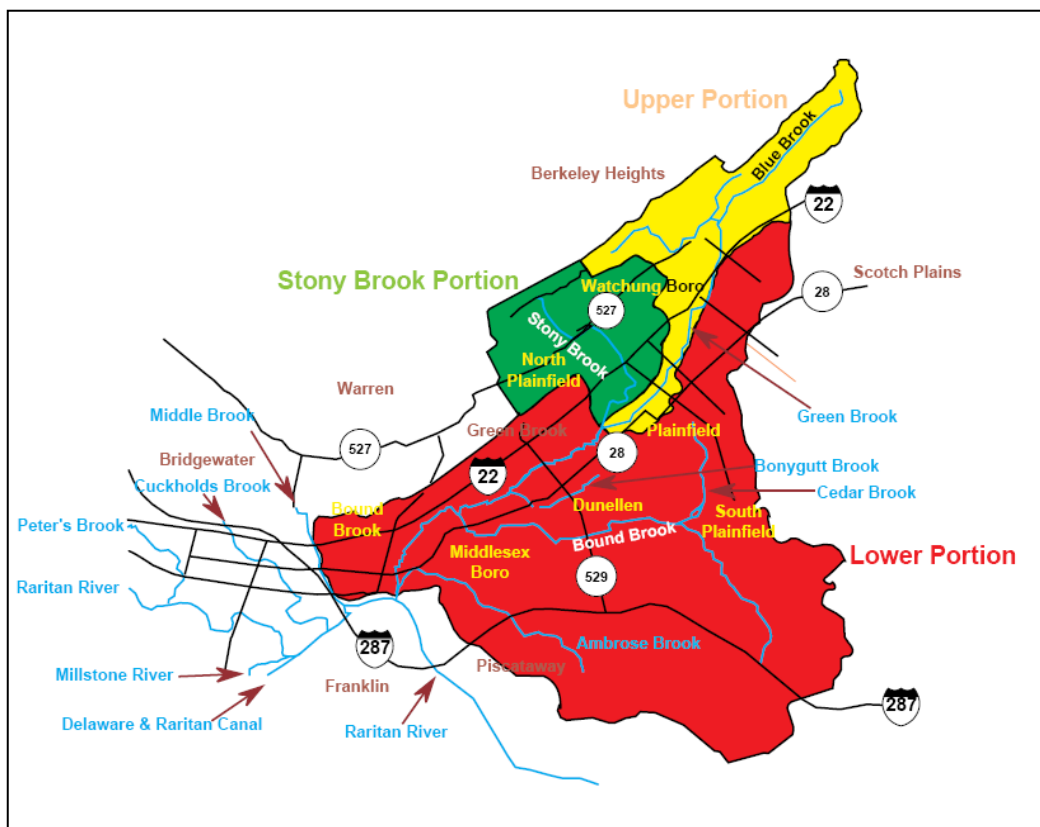 Upper Portion
Blue Brook
Berkeley Heights
22
Scotch Plains
28
Stony Brook Portion
Watchung Boro
527
Stony Brook
North
Plainfield
Warren
Middle Brook
Green Brook
Green Brook
Plainfield
527
28
Bridgewater
22
Bonygutt Brook
Cuckholds Brook
Cedar Brook
Peter's Brook
Bound
Brook
Dunellen
South
Plainfield
Bound Brook
Middlesex
Boro
Lower Portion
529
Raritan River
287
Ambrose Brook
Piscataway
Millstone River
Franklin
287
Delaware & Raritan Canal
Raritan River